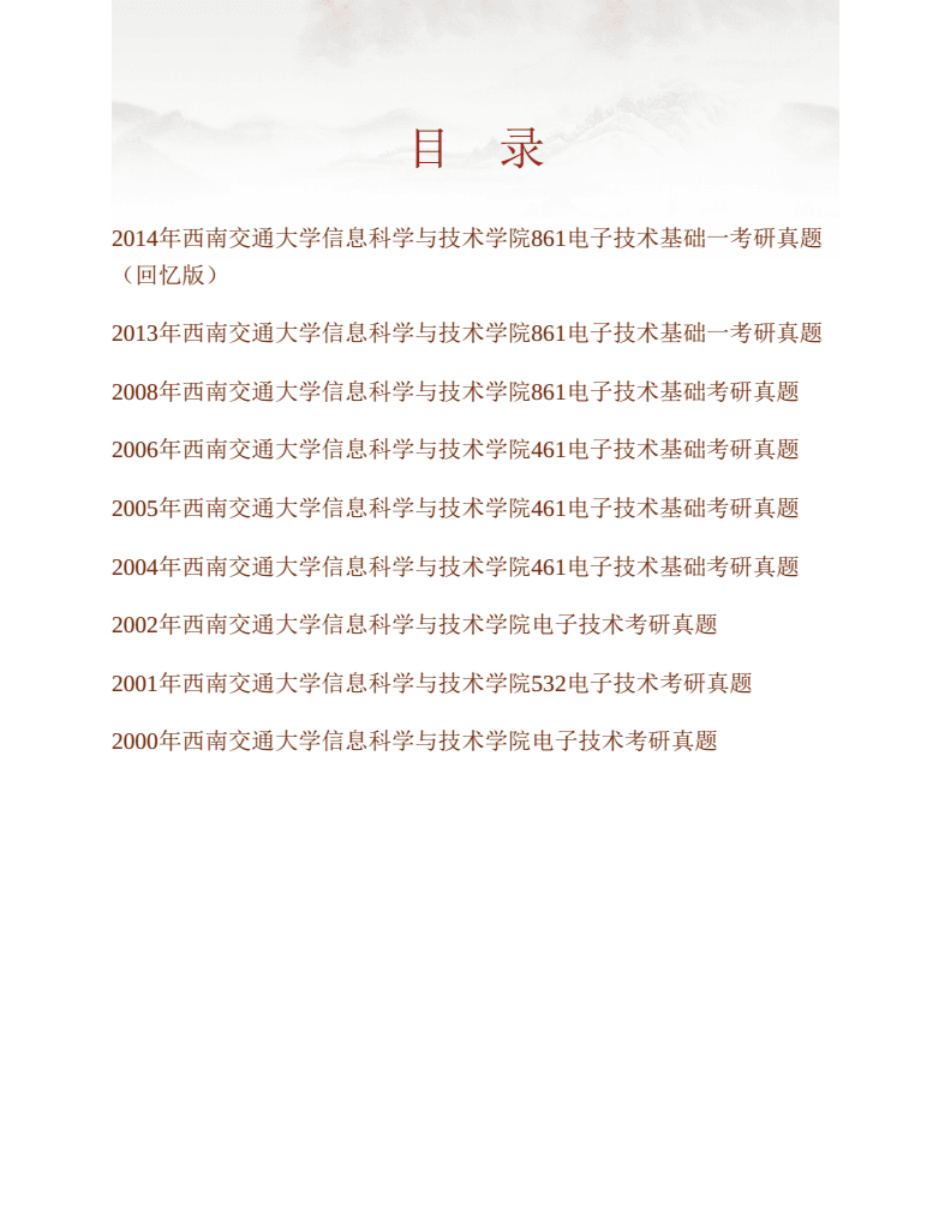 目 录
2014年西南交通大学信息科学与技术学院861电子技术基础一考研真题
（回忆版）
2013年西南交通大学信息科学与技术学院861电子技术基础一考研真题
2008年西南交通大学信息科学与技术学院861电子技术基础考研真题
2006年西南交通大学信息科学与技术学院461电子技术基础考研真题
2005年西南交通大学信息科学与技术学院461电子技术基础考研真题
2004年西南交通大学信息科学与技术学院461电子技术基础考研真题
2002年西南交通大学信息科学与技术学院电子技术考研真题
2001年西南交通大学信息科学与技术学院532电子技术考研真题
2000年西南交通大学信息科学与技术学院电子技术考研真题